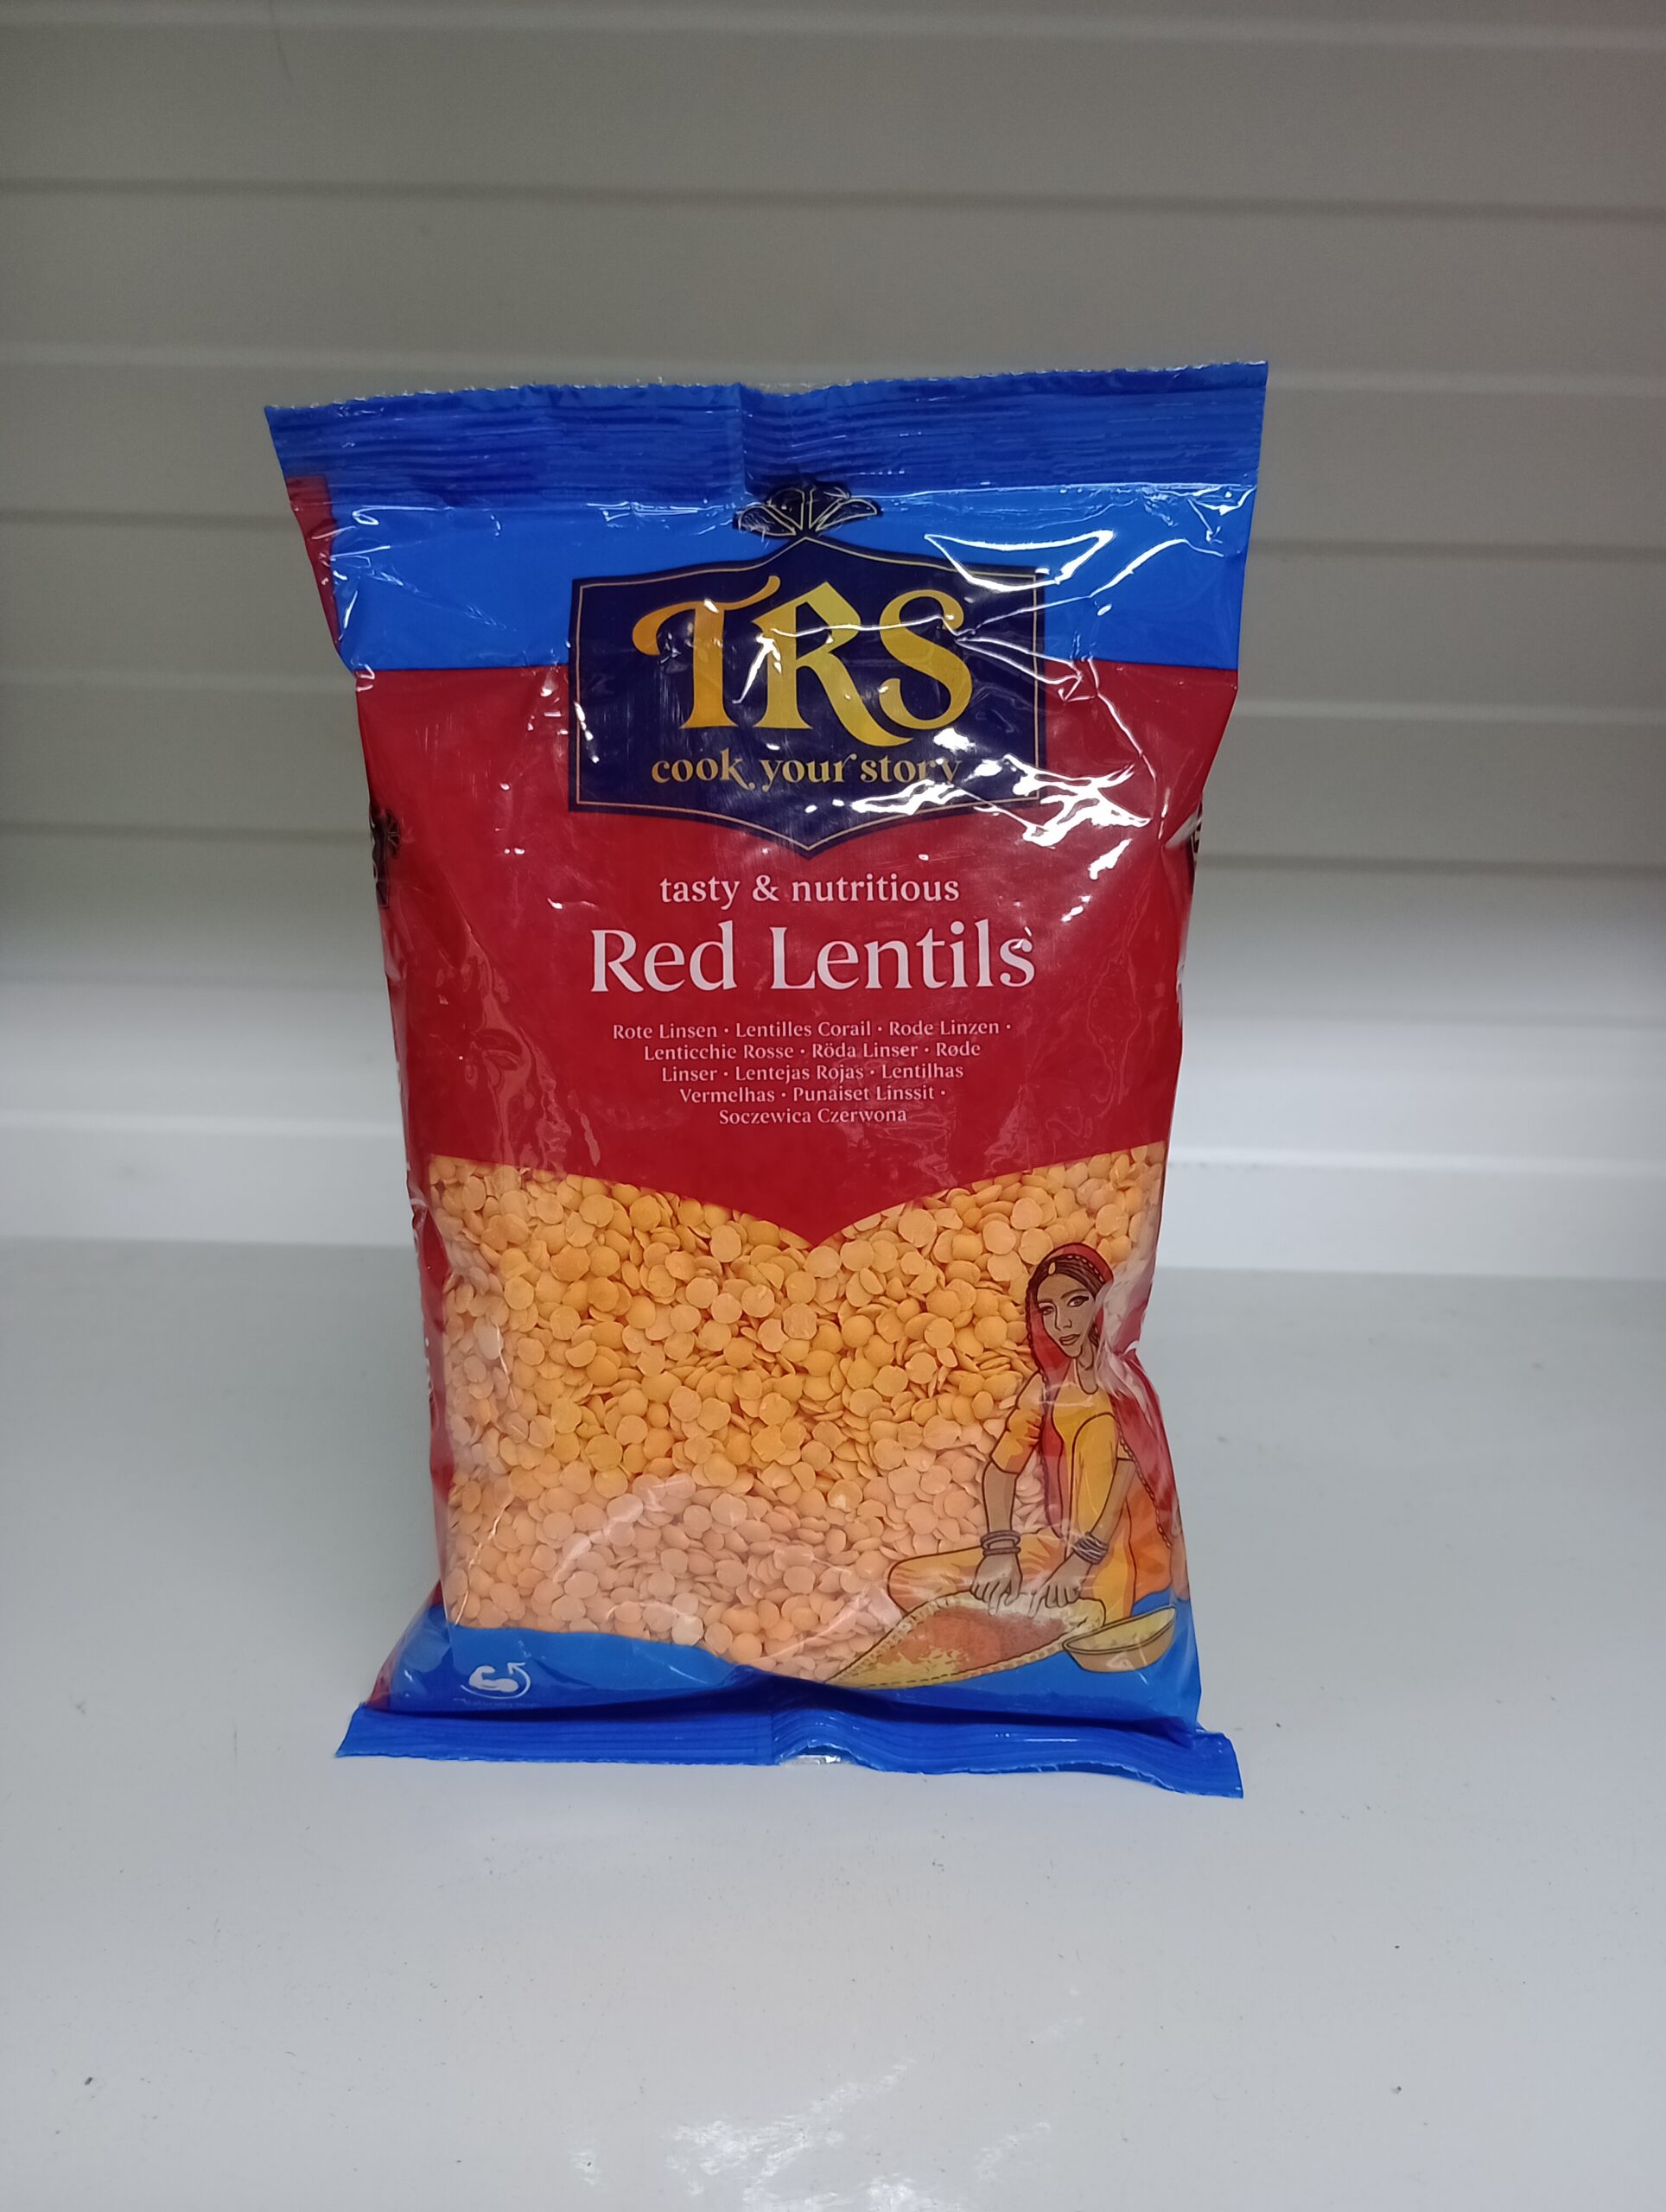 TRS
cook your story
tasty & nutritious
Red Lentils
Rote Linsen • Lentilles Corail • Rode Linzen •
Lenticchie Rosse • Röda Linser • Røde
Linser • Lentejas Rojas • Lentilhas
Vermelhas • Punaiset Linssit •
Soczewica Czerwona